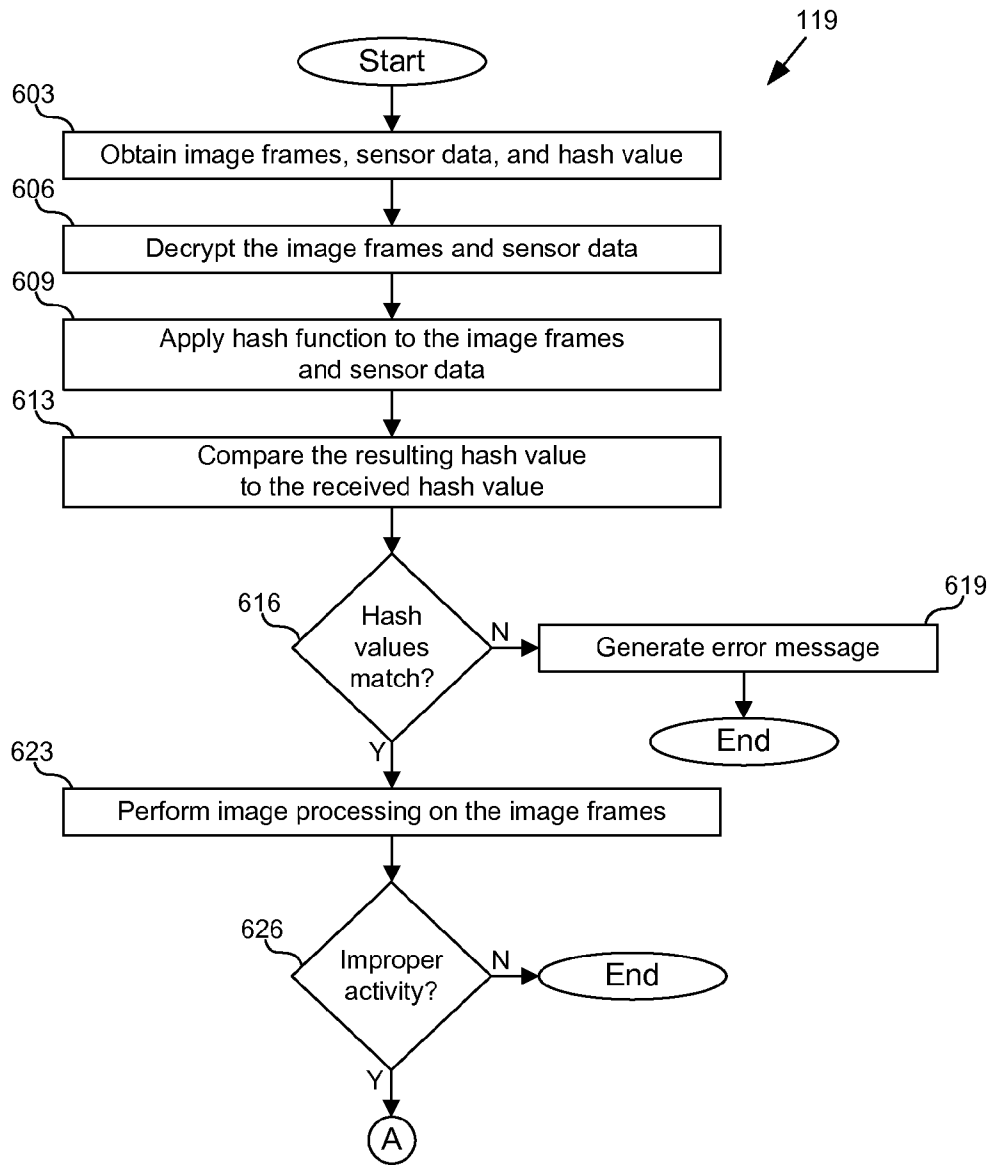 119
Start
603
Obtain image frames, sensor data, and hash value
606
Decrypt the image frames and sensor data
609
Apply hash function to the image frames
and sensor data
613
Compare the resulting hash value
to the received hash value
616
Hash
values
match?
N
619
Generate error message
End
Y
623
Perform image processing on the image frames
626
Improper
activity?
N
End
Y
A